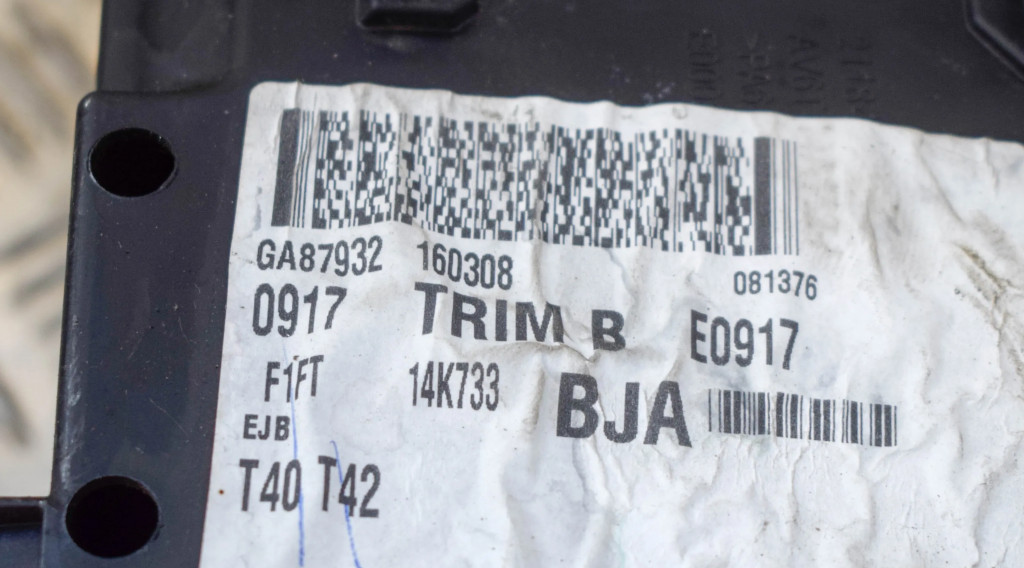 GA87932 160308 081376
0917 TRIM B E0917
F1FT 14K733 BJA
EJB
T40 T42